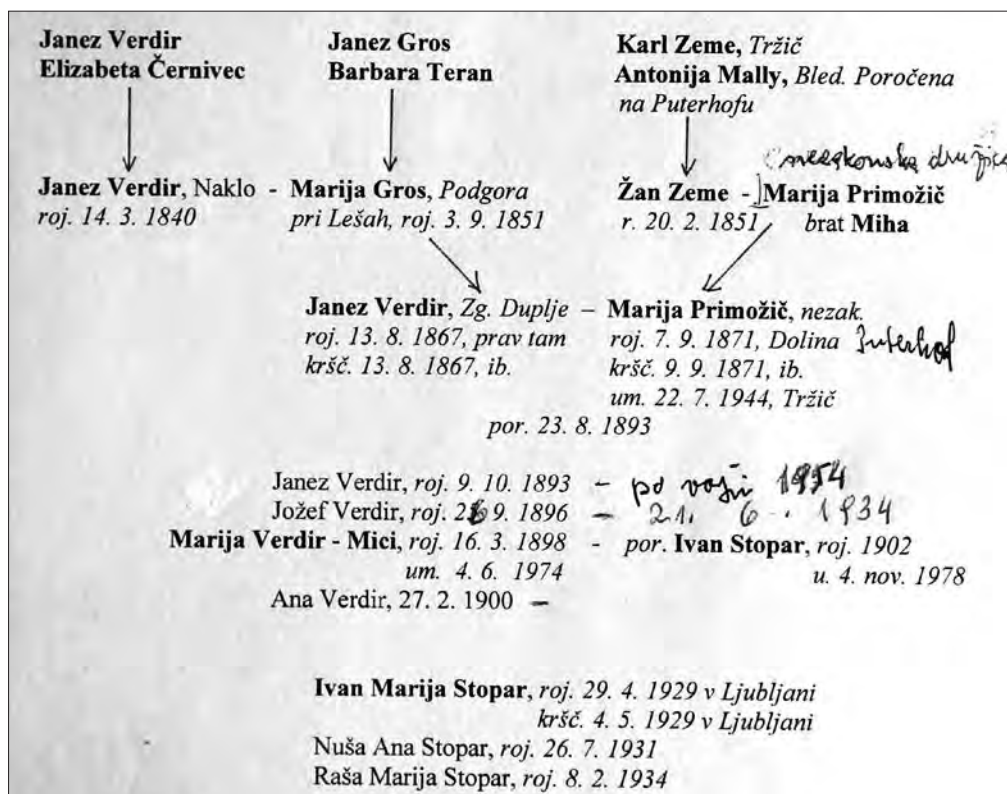 Janez Verdir
Elizabeta Černivec
Janez Gros
Barbara Teran
Karl Zeme, Tržič
Antonija Mally, Bled. Poročena
na Puterhofu
Janez Verdir, Naklo - Marija Gros, Podgora
roj. 14. 3. 1840
pri Lešah, roj. 3. 9. 1851
Žan Zeme - Marija Primožič
r. 20. 2. 1851 brat Miha
Janez Verdir, Zg. Duplje – Marija Primožič, nezak.
roj. 13. 8. 1867, prav tam
kršč. 13. 8. 1867, ib.
roj. 7. 9. 1871, Dolina
kršč. 9. 9. 1871, ib.
um. 22. 7. 1944, Tržič
por. 23. 8. 1893
Janez Verdir, roj. 9. 10. 1893 – po vojni 1954
Jožef Verdir, roj. 9. 1896 – 21. 6. 1934
Marija Verdir - Mici, roj. 16. 3. 1898 - por. Ivan Stopar, roj. 1902
um. 4. 6. 1974
u. 4. nov. 1978
Ana Verdir, 27. 2. 1900 –
Ivan Marija Stopar, roj. 29. 4. 1929 v Ljubljani
kršč. 4. 5. 1929 v Ljubljani
Nuša Ana Stopar, roj. 26. 7. 1931
Raša Marija Stopar, roj. 8. 2. 1934